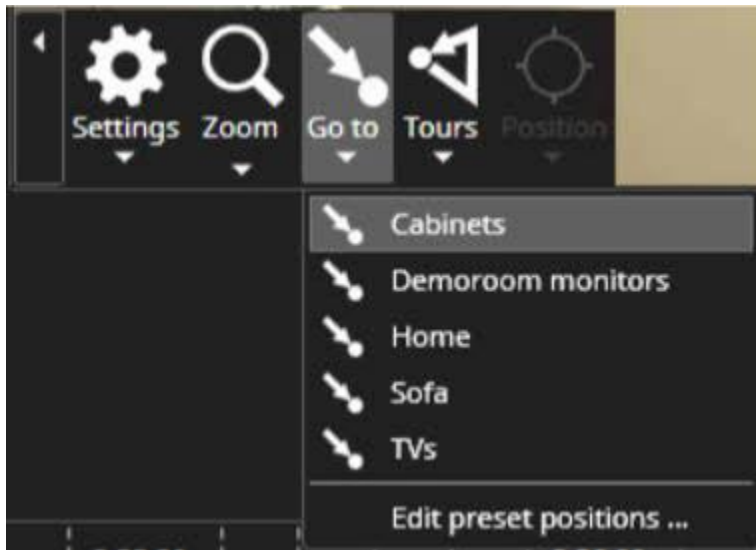 Settings Zoom Go to Tours Position
Cabinets
Demoroom monitors
Home
Sofa
TVs
Edit preset positions ...